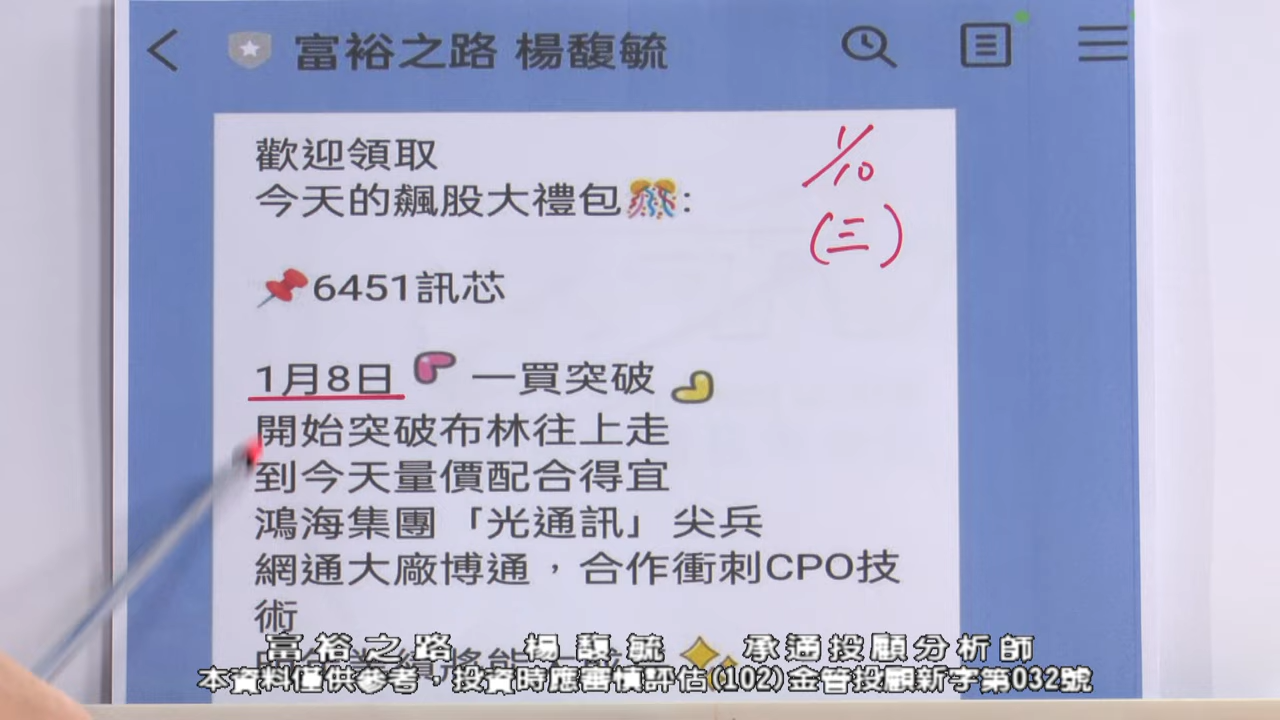 富裕之路 楊馥毓
歡迎領取
今天的飆股大禮包:
1/10
(三)
6451訊芯
1月8日 一買突破
開始突破布林往上走
到今天量價配合得宜
鴻海集團「光通訊」尖兵
網通大廠博通，合作衝刺CPO技
術
富裕之路 楊馥毓 承通投顧分析師
本資料僅供參考，投資時應審慎評估(102)金管投顧新字第032號